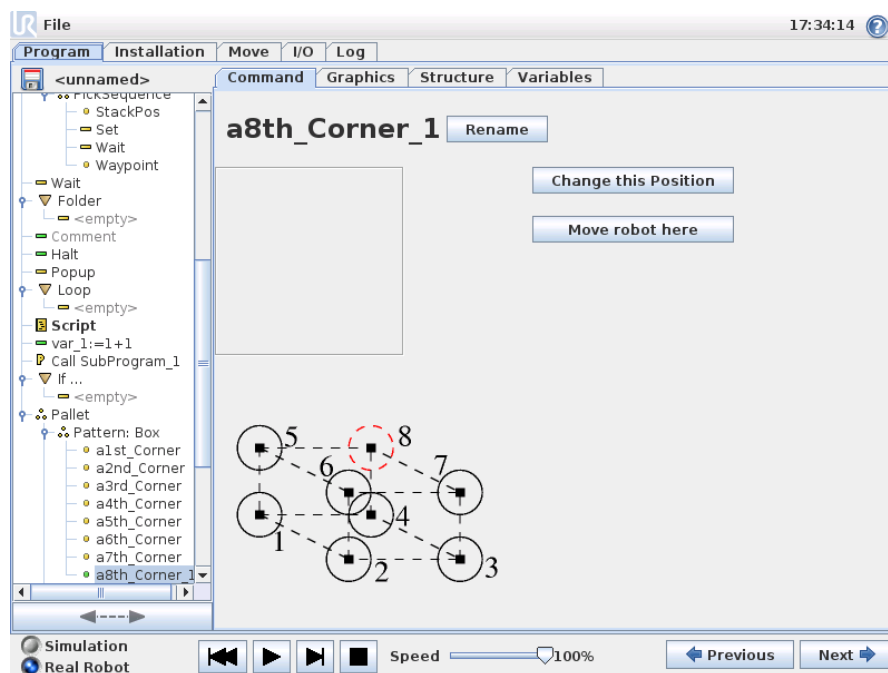 UR File 17:34:14 ?
Program Installation Move I/O Log
<unnamed>
Command Graphics Structure Variables
PickSequence
StackPos
Set
Wait
Waypoint
Wait
Folder
<empty>
Comment
Halt
Popup
Loop
<empty>
Script
var_1:=1+1
Call SubProgram_1
If ...
<empty>
Pallet
Pattern: Box
a1st_Corner
a2nd_Corner
a3rd_Corner
a4th_Corner
a5th_Corner
a6th_Corner
a7th_Corner
a8th_Corner_1
a8th_Corner_1 Rename
Change this Position
Move robot here
5 8
6 7
1 4
2 3
Simulation
Real Robot
Speed 100%
Previous Next